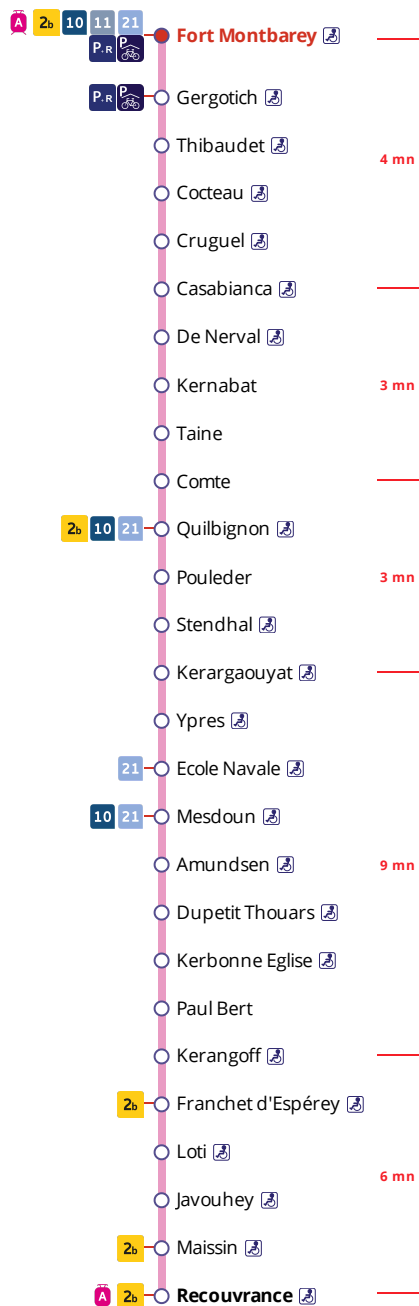 A 2b 10 11 21 Fort Montbarey
P+R P
P+R P Gergotich
Thibaudet
4 mn
Cocteau
Cruguel
Casabianca
De Nerval
Kernabat 3 mn
Taine
Comte
2b 10 21 Quilbignon
Pouleder 3 mn
Stendhal
Kerargaouyat
Ypres
21 Ecole Navale
10 21 Mesdoun
Amundsen 9 mn
Dupetit Thouars
Kerbonne Eglise
Paul Bert
Kerangoff
2b Franchet d'Espérey
Loti
6 mn
Javouhey
2b Maissin
A 2b Recouvrance